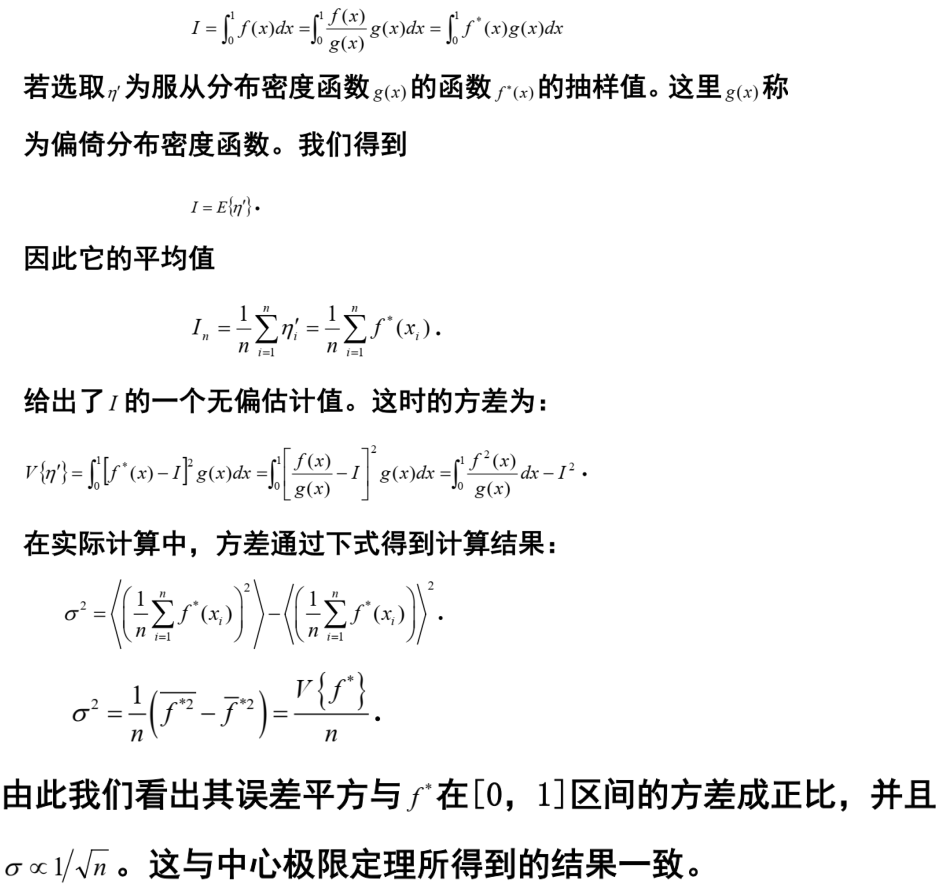 $I=\int_0^1 f(x)dx=\int_0^1 \frac{f(x)}{g(x)}g(x)dx=\int_0^1 f^*(x)g(x)dx$
若选取 $\eta'$ 为服从分布密度函数 $g(x)$ 的函数 $f^*(x)$ 的抽样值。这里 $g(x)$ 称
为偏倚分布密度函数。我们得到
$I=E\{\eta'\}$.
因此它的平均值
$I_n=\frac{1}{n}\sum_{i=1}^n \eta'_i=\frac{1}{n}\sum_{i=1}^n f^*(x_i)$.
给出了 $I$ 的一个无偏估计值。这时的方差为：
$V\{\eta'\}=\int_0^1 [f^*(x)-I]^2 g(x)dx=\int_0^1 \left[\frac{f(x)}{g(x)}-I\right]^2 g(x)dx=\int_0^1 \frac{f^2(x)}{g(x)}dx-I^2$.
在实际计算中，方差通过下式得到计算结果：
$\sigma^2=\left\langle\left(\frac{1}{n}\sum_{i=1}^n f^*(x_i)\right)^2\right\rangle-\left\langle\left(\frac{1}{n}\sum_{i=1}^n f^*(x_i)\right)\right\rangle^2$.
$\sigma^2=\frac{1}{n}\left(\overline{f^{*2}}-\overline{f}^{*2}\right)=\frac{V\{f^*\}}{n}$.
由此我们看出其误差平方与 $f^*$ 在[0，1]区间的方差成正比，并且
$\sigma\propto 1/\sqrt{n}$ 。这与中心极限定理所得到的结果一致。